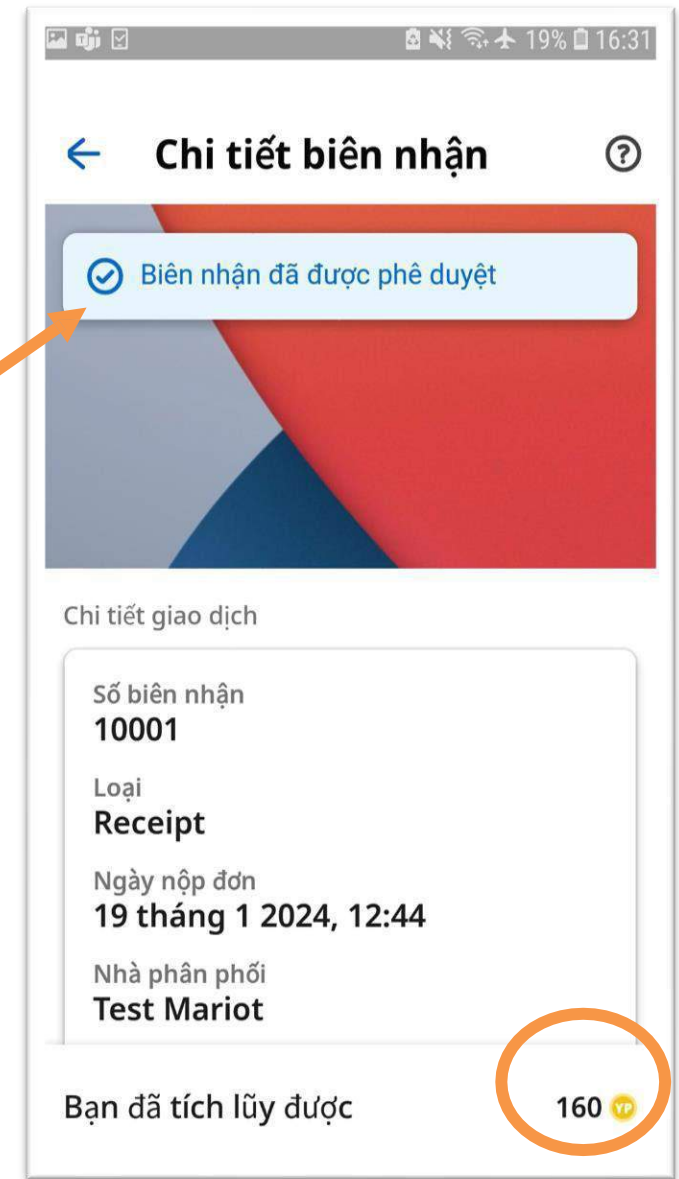 19% 16:31
Chi tiết biên nhận
Biên nhận đã được phê duyệt
Chi tiết giao dịch
Số biên nhận
10001
Loại
Receipt
Ngày nộp đơn
19 tháng 1 2024, 12:44
Nhà phân phối
Test Mariot
Bạn đã tích lũy được 160 YP